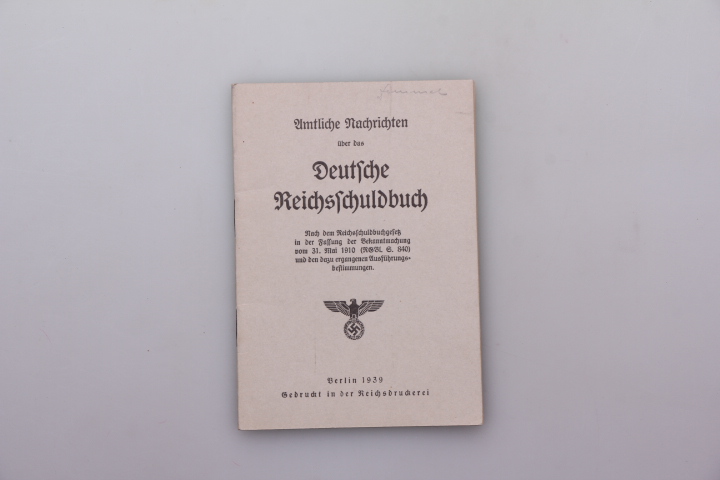 Amtliche Nachrichten
über das
Deutsche
Reichsschuldbuch
Nach dem Reichsschuldbuchgesetz
in der Fassung der Bekanntmachung
vom 31. Mai 1910 (RGBl. S. 840)
und den dazu ergangenen Ausführungs-
bestimmungen.
Berlin 1939
Gedruckt in der Reichsdruckerei